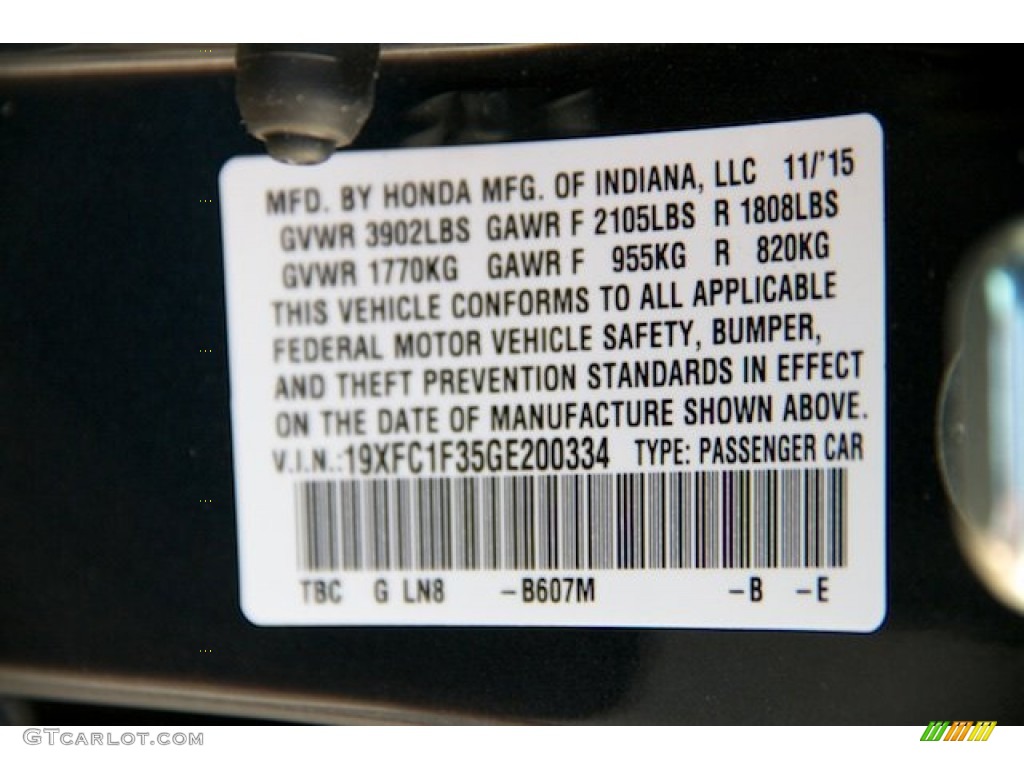 MFD. BY HONDA MFG. OF INDIANA, LLC 11/'15
GVWR 3902LBS GAWR F 2105LBS R 1808LBS
GVWR 1770KG GAWR F 955KG R 820KG
THIS VEHICLE CONFORMS TO ALL APPLICABLE
FEDERAL MOTOR VEHICLE SAFETY, BUMPER,
AND THEFT PREVENTION STANDARDS IN EFFECT
ON THE DATE OF MANUFACTURE SHOWN ABOVE.
V.I.N.:19XFC1F35GE200334 TYPE: PASSENGER CAR
TBC G LN8 –B607M –B –E
GTCARLOT.COM